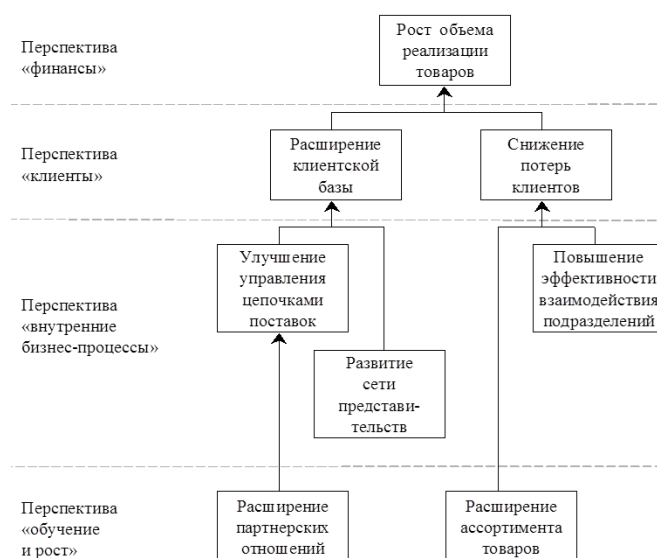 Перспектива
«финансы»
Рост объема
реализации
товаров
Перспектива
«клиенты»
Расширение
клиентской
базы
Снижение
потерь
клиентов
Перспектива
«внутренние
бизнес-процессы»
Улучшение
управления
цепочками
поставок
Повышение
эффективности
взаимодействия
подразделений
Развитие
сети
представи-
тельств
Перспектива
«обучение
и рост»
Расширение
партнерских
отношений
Расширение
ассортимента
товаров